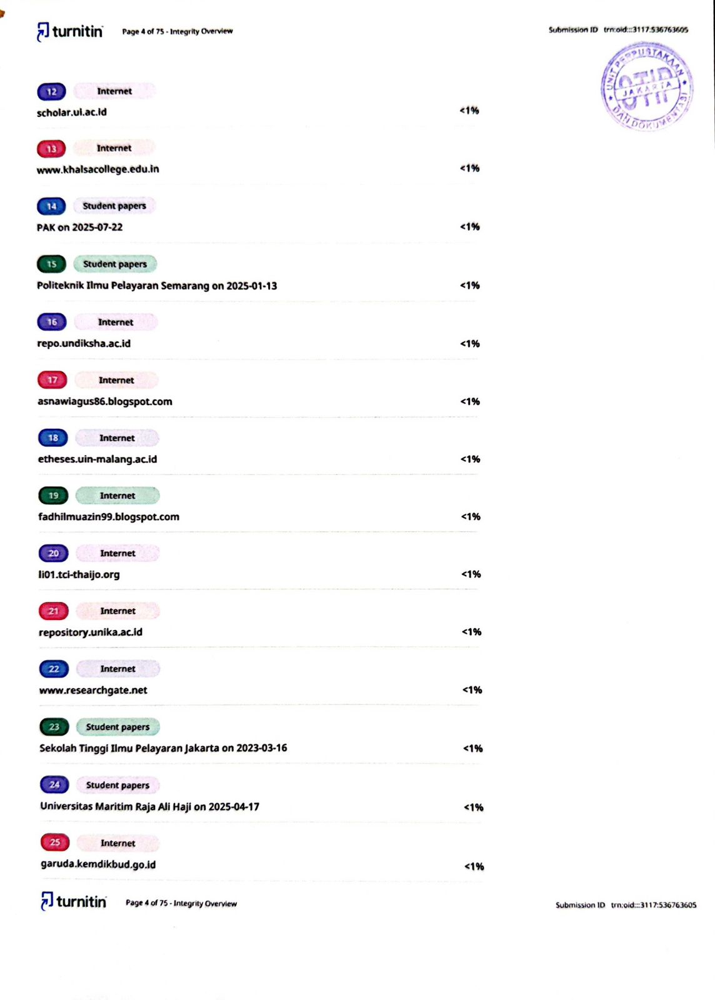 turnitin Page 4 of 75 - Integrity Overview Submission ID trn:oid:::3117:536763605
UNIT PERPUSTAKAAN
STIP
JAKARTA
DAN DOKUMENTASI
12 Internet
scholar.ui.ac.id <1%
13 Internet
www.khalsacollege.edu.in <1%
14 Student papers
PAK on 2025-07-22 <1%
15 Student papers
Politeknik Ilmu Pelayaran Semarang on 2025-01-13 <1%
16 Internet
repo.undiksha.ac.id <1%
17 Internet
asnawiagus86.blogspot.com <1%
18 Internet
etheses.uin-malang.ac.id <1%
19 Internet
fadhilmuazin99.blogspot.com <1%
20 Internet
li01.tci-thaijo.org <1%
21 Internet
repository.unika.ac.id <1%
22 Internet
www.researchgate.net <1%
23 Student papers
Sekolah Tinggi Ilmu Pelayaran Jakarta on 2023-03-16 <1%
24 Student papers
Universitas Maritim Raja Ali Haji on 2025-04-17 <1%
25 Internet
garuda.kemdikbud.go.id <1%
turnitin Page 4 of 75 - Integrity Overview Submission ID trn:oid:::3117:536763605